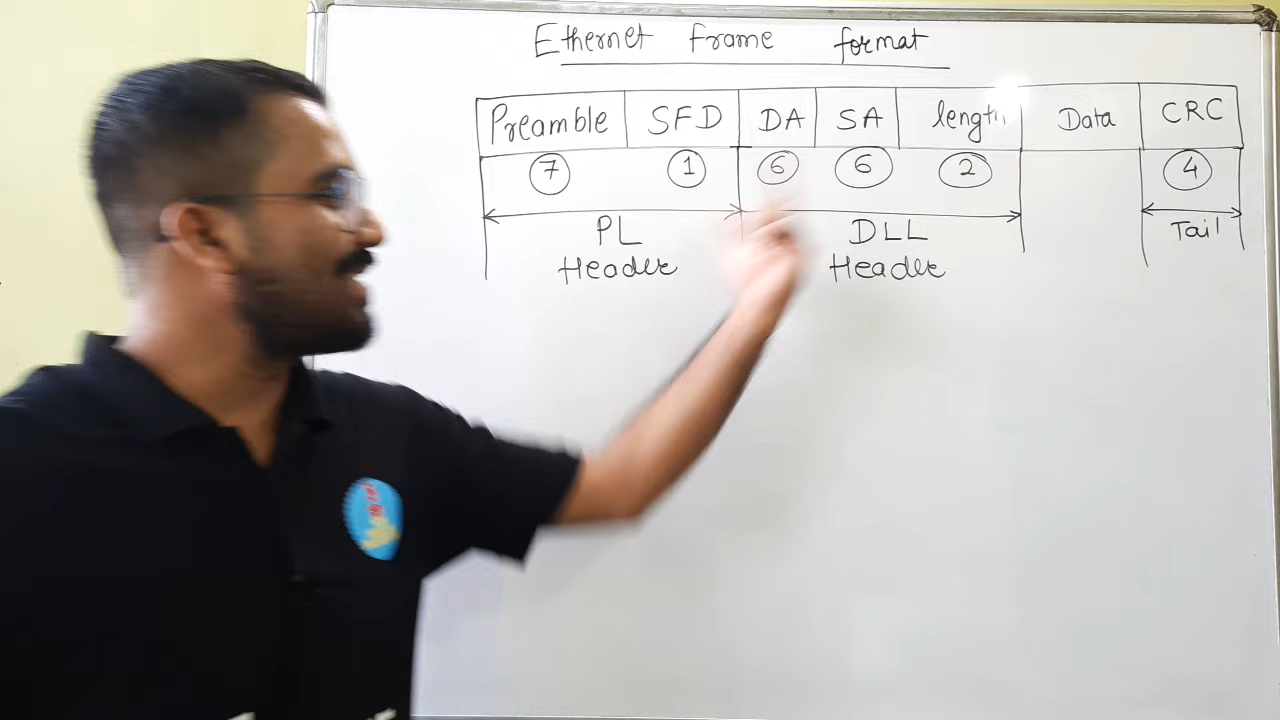 Ethernet Frame format
Preamble SFD DA SA length Data CRC
7 1 6 6 2 4
PL DLL Tail
Header Header